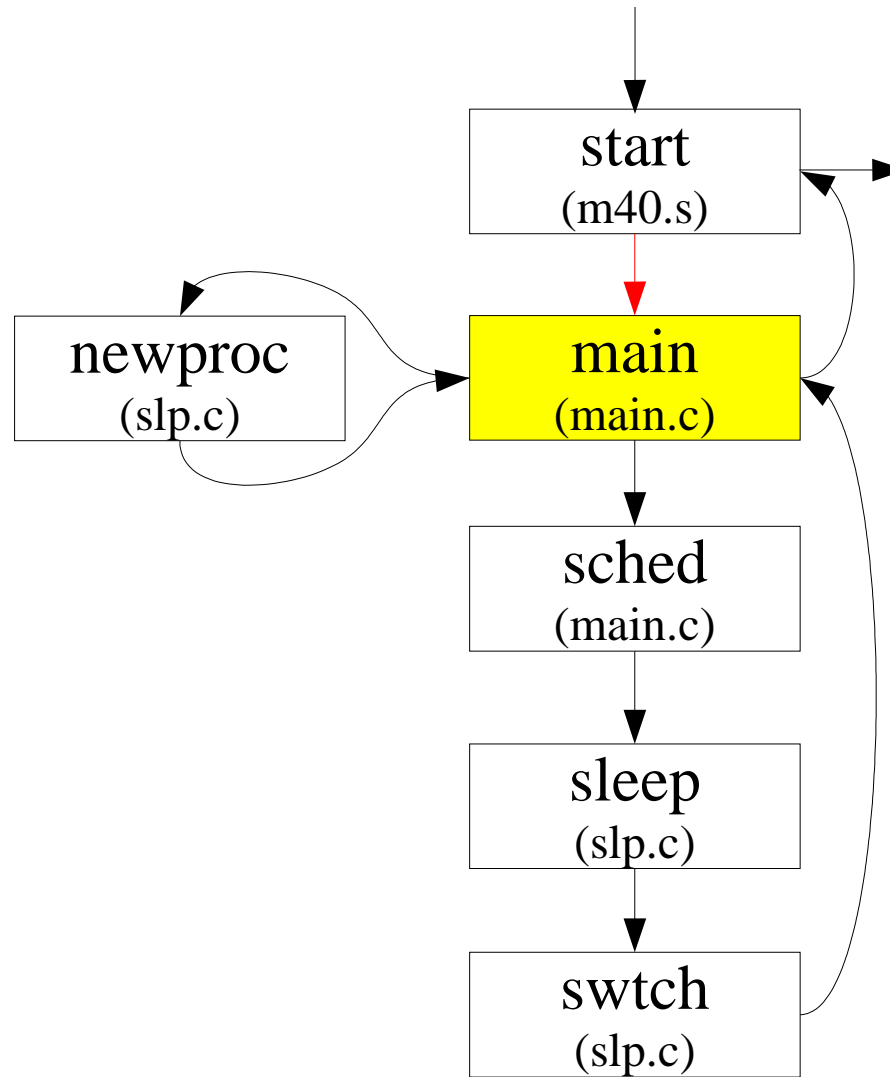 start
(m40.s)
newproc
(slp.c)
main
(main.c)
sched
(main.c)
sleep
(slp.c)
swtch
(slp.c)